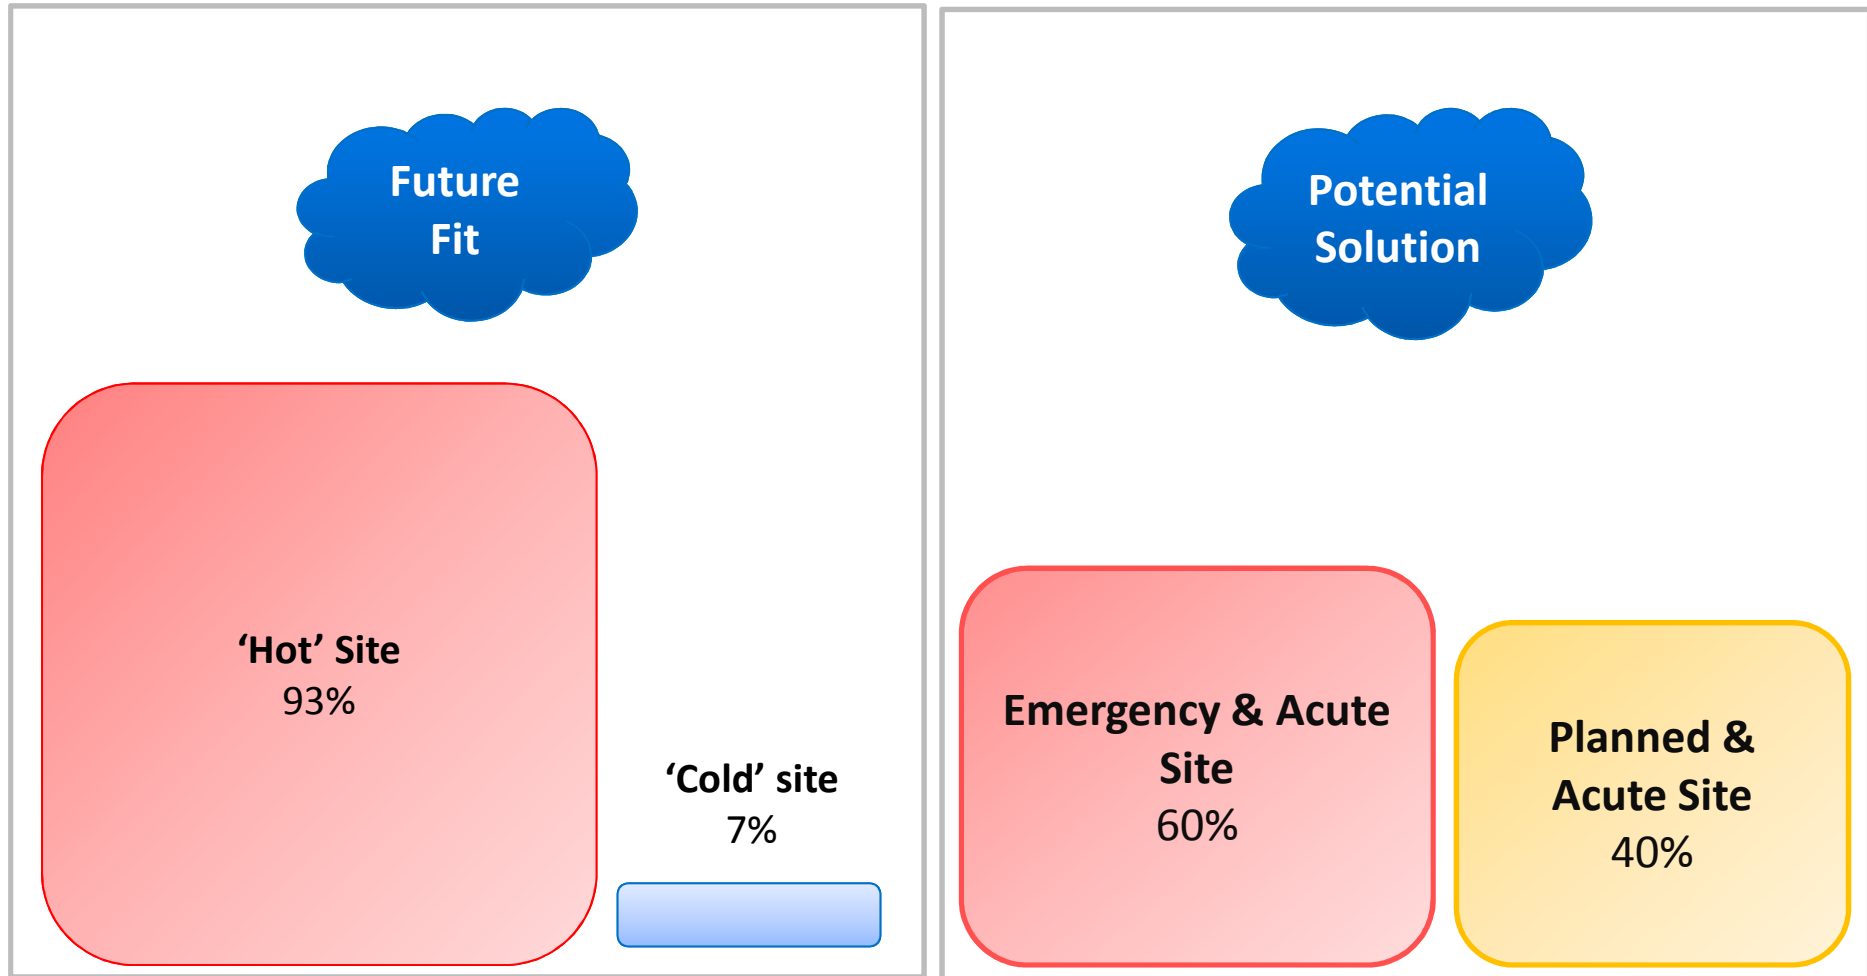 Future
Fit
‘Hot’ Site
93%
‘Cold’ site
7%
Potential
Solution
Emergency & Acute
Site
60%
Planned &
Acute Site
40%